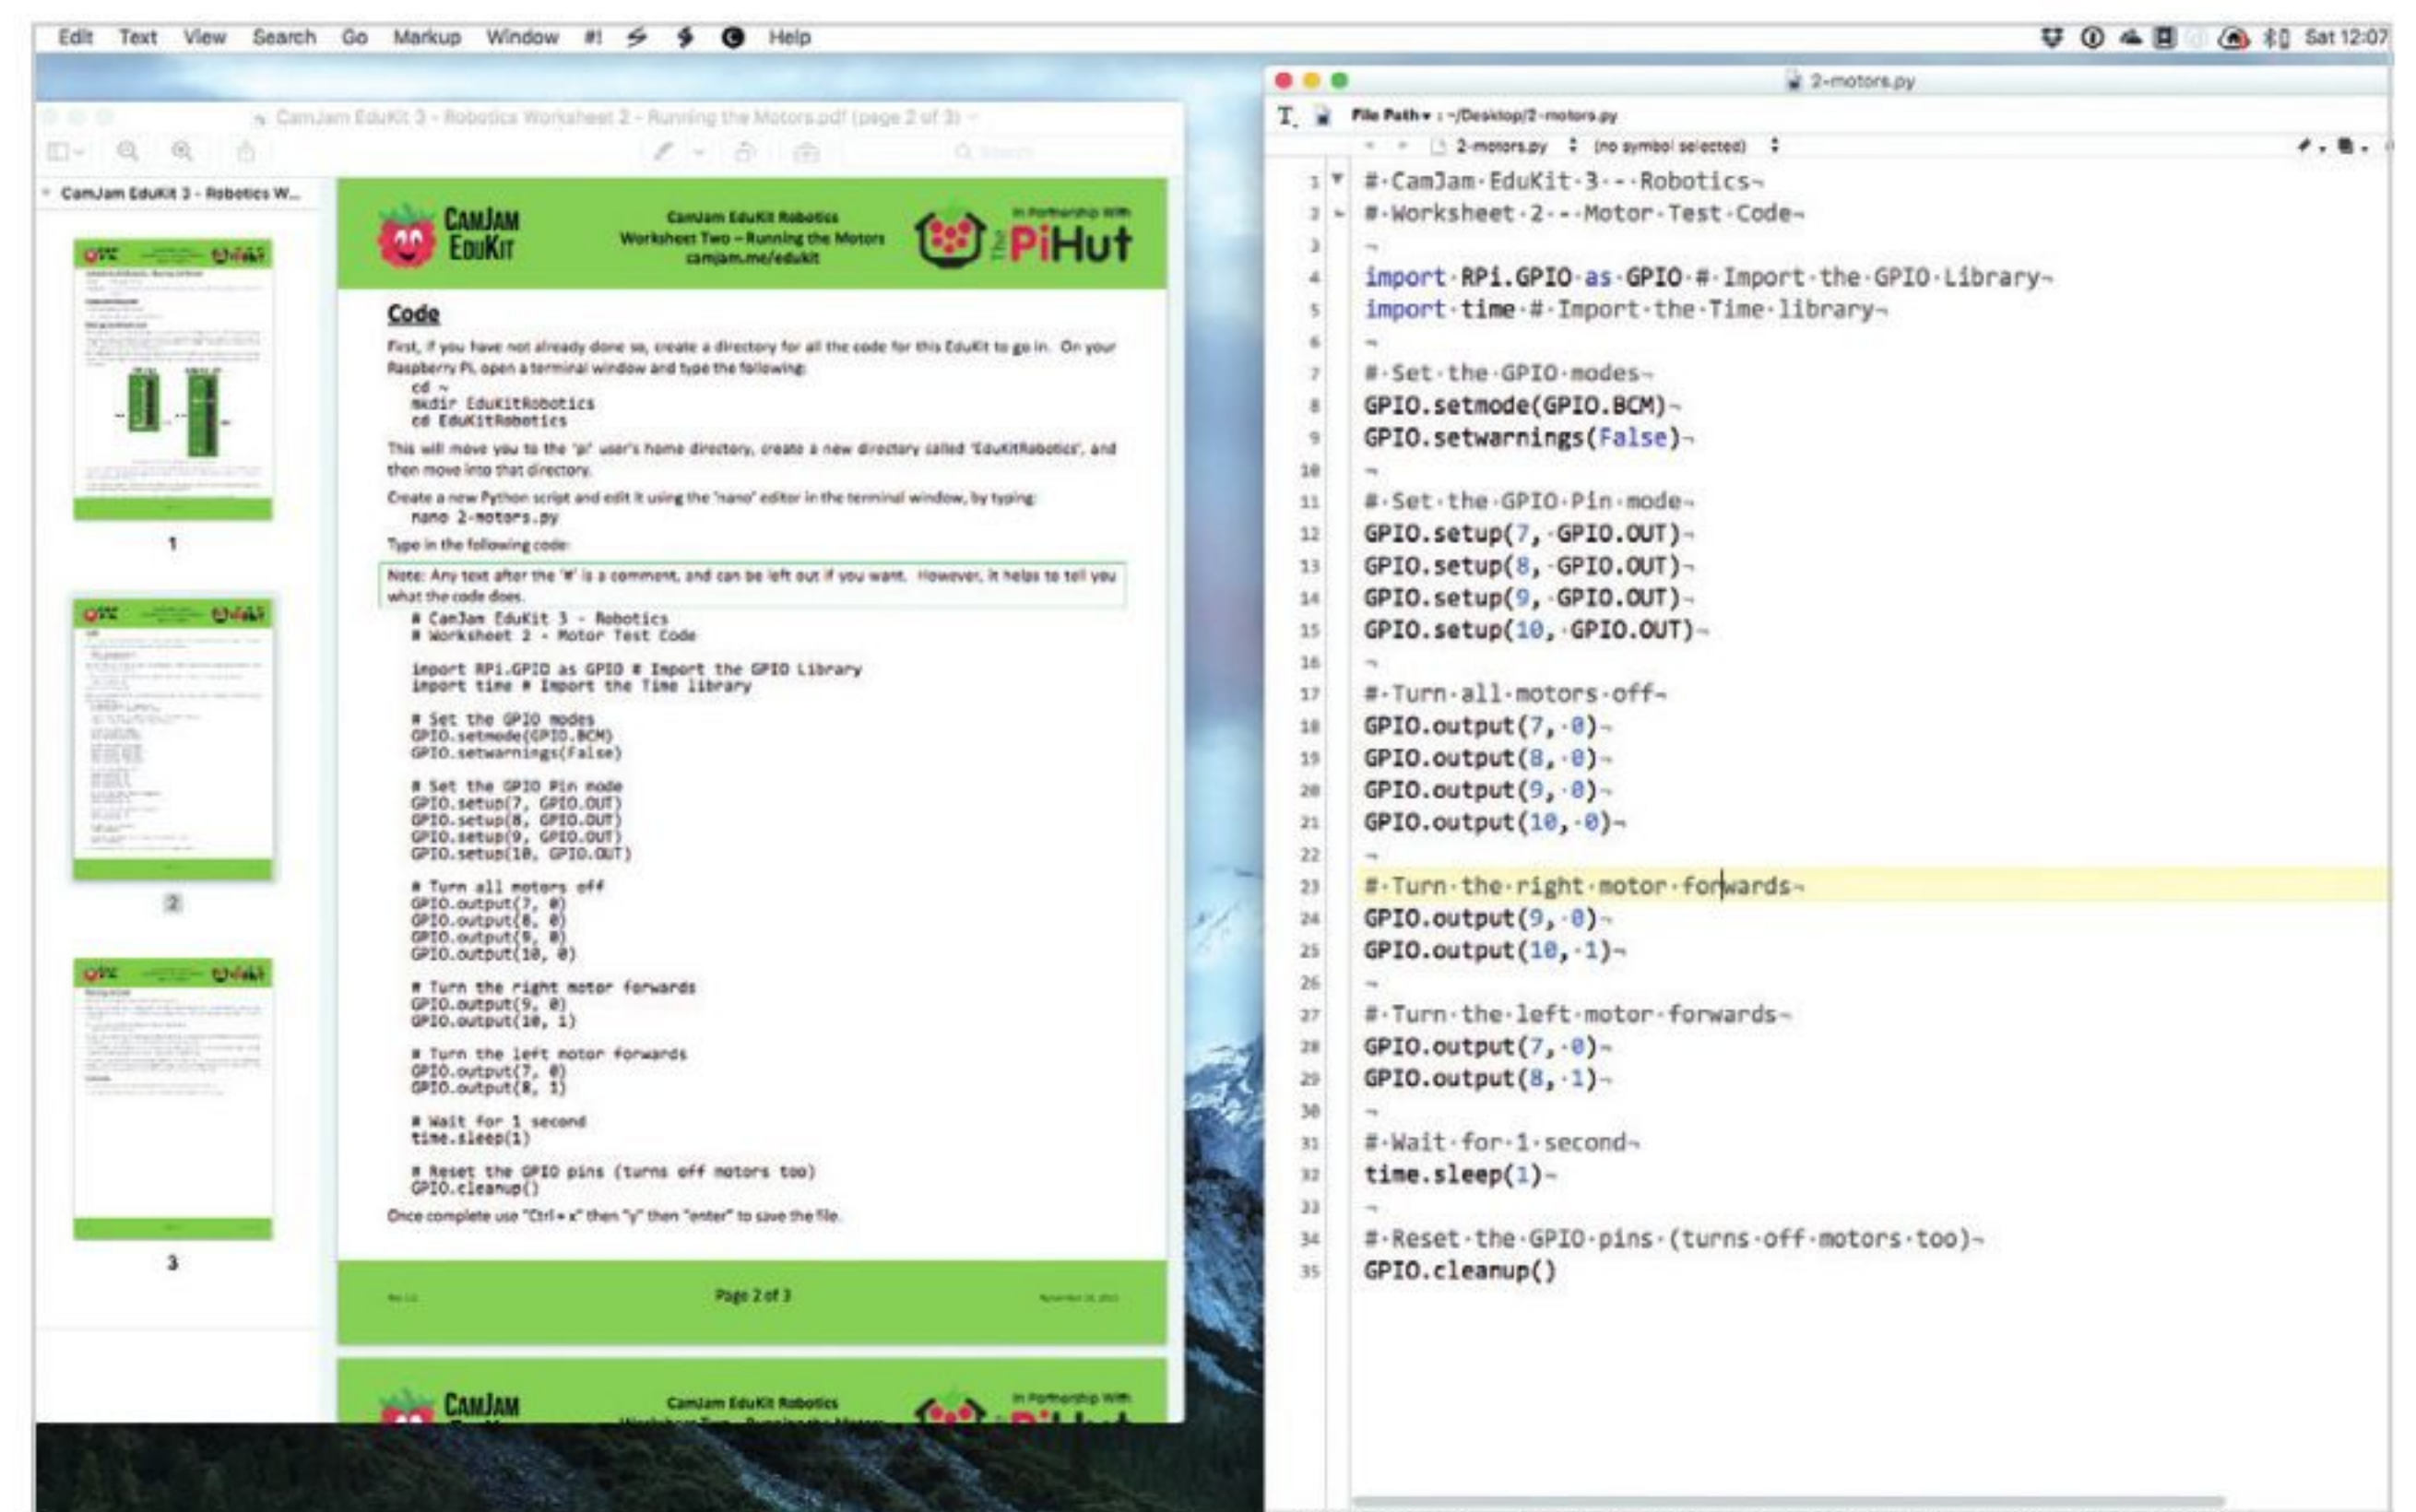 Edit Text View Search Go Markup Window #! Help
Sat 12:07
CamJam EduKit 3 - Robotics Worksheet 2 - Running the Motors.pdf (page 2 of 3)
Search
CamJam EduKit 3 - Robotics W...
1
2
3
CAMJAM
EDUKIT
CamJam EduKit Robotics
Worksheet Two – Running the Motors
camjam.me/edukit
In Partnership With
The PiHut
Code
First, if you have not already done so, create a directory for all the code for this EduKit to go in. On your
Raspberry Pi, open a terminal window and type the following:
cd ~
mkdir EduKitRobotics
cd EduKitRobotics
This will move you to the 'pi' user's home directory, create a new directory called 'EduKitRobotics', and
then move into that directory.
Create a new Python script and edit it using the 'nano' editor in the terminal window, by typing:
nano 2-motors.py
Type in the following code:
Note: Any text after the '#' is a comment, and can be left out if you want. However, it helps to tell you
what the code does.
# CamJam EduKit 3 - Robotics
# Worksheet 2 - Motor Test Code
import RPi.GPIO as GPIO # Import the GPIO Library
import time # Import the Time library
# Set the GPIO modes
GPIO.setmode(GPIO.BCM)
GPIO.setwarnings(False)
# Set the GPIO Pin mode
GPIO.setup(7, GPIO.OUT)
GPIO.setup(8, GPIO.OUT)
GPIO.setup(9, GPIO.OUT)
GPIO.setup(10, GPIO.OUT)
# Turn all motors off
GPIO.output(7, 0)
GPIO.output(8, 0)
GPIO.output(9, 0)
GPIO.output(10, 0)
# Turn the right motor forwards
GPIO.output(9, 0)
GPIO.output(10, 1)
# Turn the left motor forwards
GPIO.output(7, 0)
GPIO.output(8, 1)
# Wait for 1 second
time.sleep(1)
# Reset the GPIO pins (turns off motors too)
GPIO.cleanup()
Once complete use "Ctrl + x" then "y" then "enter" to save the file.
Page 2 of 3
CAMJAM
CamJam EduKit Robotics
Worksheet Two – Running the Motors
In Partnership With
PiHut
2-motors.py
File Path ▾ : ~/Desktop/2-motors.py
2-motors.py (no symbol selected)
1 #·CamJam·EduKit·3·-·Robotics¬
2 #·Worksheet·2·-·Motor·Test·Code¬
3 ¬
4 import·RPi.GPIO·as·GPIO·#·Import·the·GPIO·Library¬
5 import·time·#·Import·the·Time·library¬
6 ¬
7 #·Set·the·GPIO·modes¬
8 GPIO.setmode(GPIO.BCM)¬
9 GPIO.setwarnings(False)¬
10 ¬
11 #·Set·the·GPIO·Pin·mode¬
12 GPIO.setup(7,·GPIO.OUT)¬
13 GPIO.setup(8,·GPIO.OUT)¬
14 GPIO.setup(9,·GPIO.OUT)¬
15 GPIO.setup(10,·GPIO.OUT)¬
16 ¬
17 #·Turn·all·motors·off¬
18 GPIO.output(7,·0)¬
19 GPIO.output(8,·0)¬
20 GPIO.output(9,·0)¬
21 GPIO.output(10,·0)¬
22 ¬
23 #·Turn·the·right·motor·forwards¬
24 GPIO.output(9,·0)¬
25 GPIO.output(10,·1)¬
26 ¬
27 #·Turn·the·left·motor·forwards¬
28 GPIO.output(7,·0)¬
29 GPIO.output(8,·1)¬
30 ¬
31 #·Wait·for·1·second¬
32 time.sleep(1)¬
33 ¬
34 #·Reset·the·GPIO·pins·(turns·off·motors·too)¬
35 GPIO.cleanup()